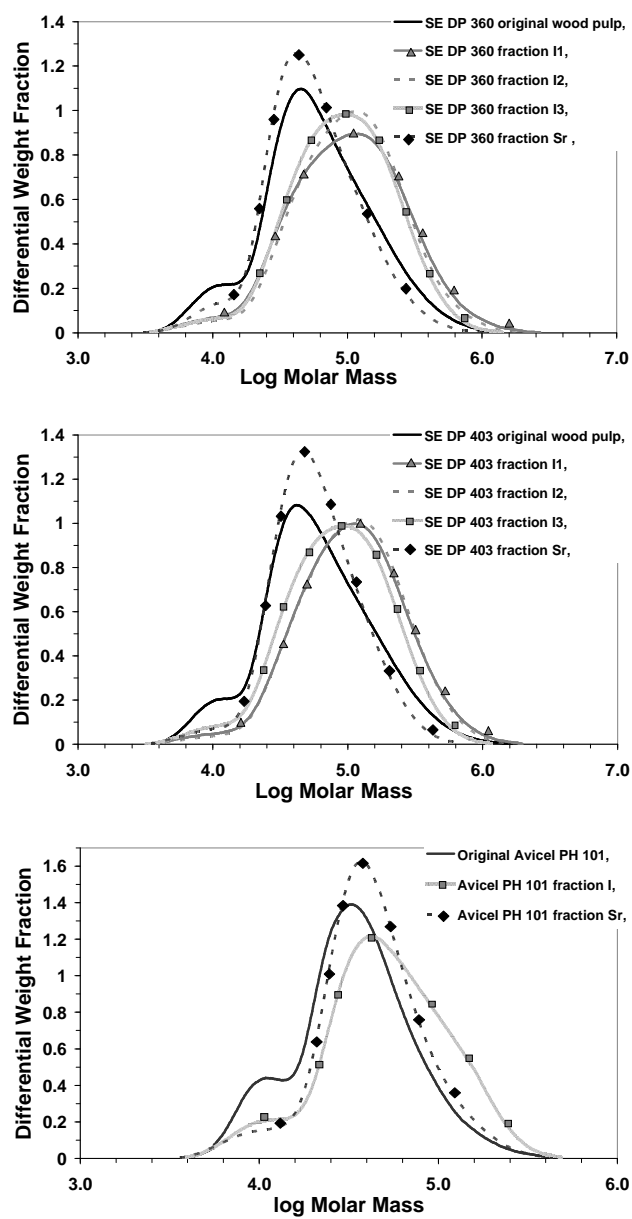 1.4
1.2
1
0.8
0.6
0.4
0.2
0
Differential Weight Fraction
SE DP 360 original wood pulp,
SE DP 360 fraction I1,
SE DP 360 fraction I2,
SE DP 360 fraction I3,
SE DP 360 fraction Sr ,
3.0 4.0 5.0 6.0 7.0
Log Molar Mass
1.4
1.2
1
0.8
0.6
0.4
0.2
0
Differential Weight Fraction
SE DP 403 original wood pulp,
SE DP 403 fraction I1,
SE DP 403 fraction I2,
SE DP 403 fraction I3,
SE DP 403 fraction Sr,
3.0 4.0 5.0 6.0 7.0
Log Molar Mass
1.6
1.4
1.2
1
0.8
0.6
0.4
0.2
0
Differential Weight Fraction
Original Avicel PH 101,
Avicel PH 101 fraction I,
Avicel PH 101 fraction Sr,
3.0 4.0 5.0 6.0
log Molar Mass